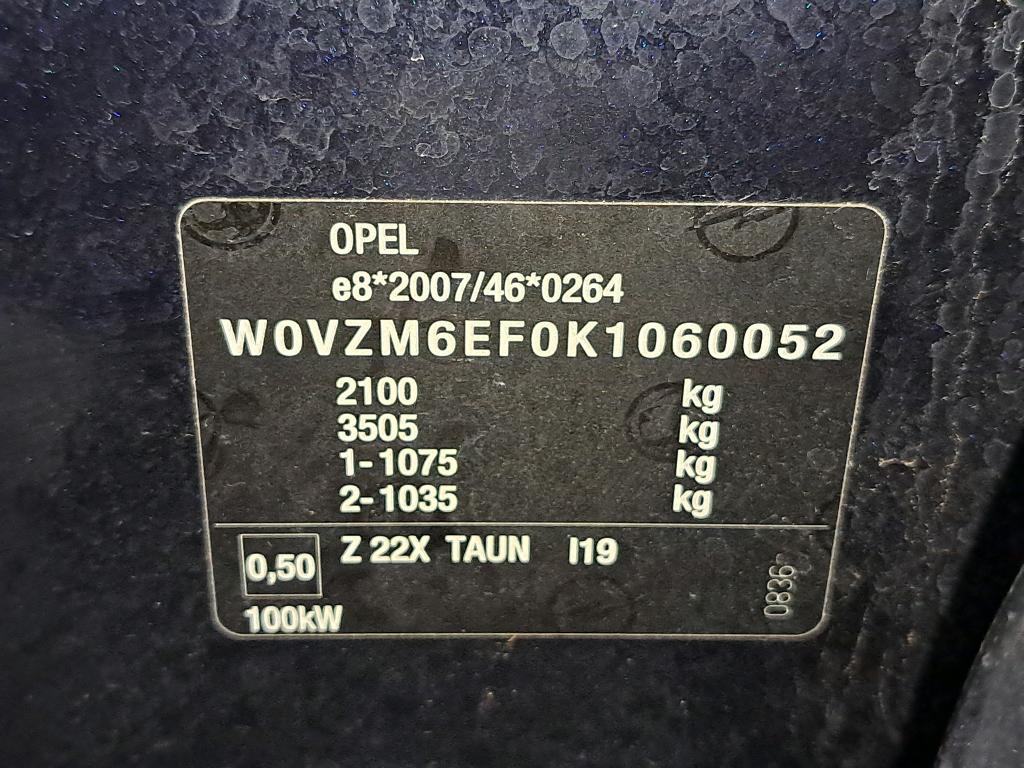 OPEL
e8*2007/46*0264
W0VZM6EF0K1060052
2100 kg
3505 kg
1-1075 kg
2-1035 kg
0,50 Z 22X TAUN I19
100kW
0836